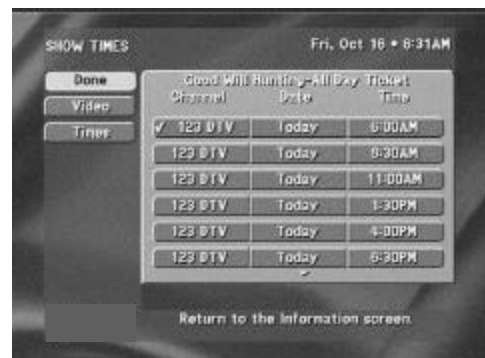 SHOW TIMES
Fri, Oct 16 • 6:31AM
Done
Video
Times
Good Will Hunting-All Day Ticket
Channel Date Time
✓ 123 DTV Today 6:00AM
123 DTV Today 8:30AM
123 DTV Today 11:00AM
123 DTV Today 1:30PM
123 DTV Today 4:00PM
123 DTV Today 6:30PM
Return to the Information screen.